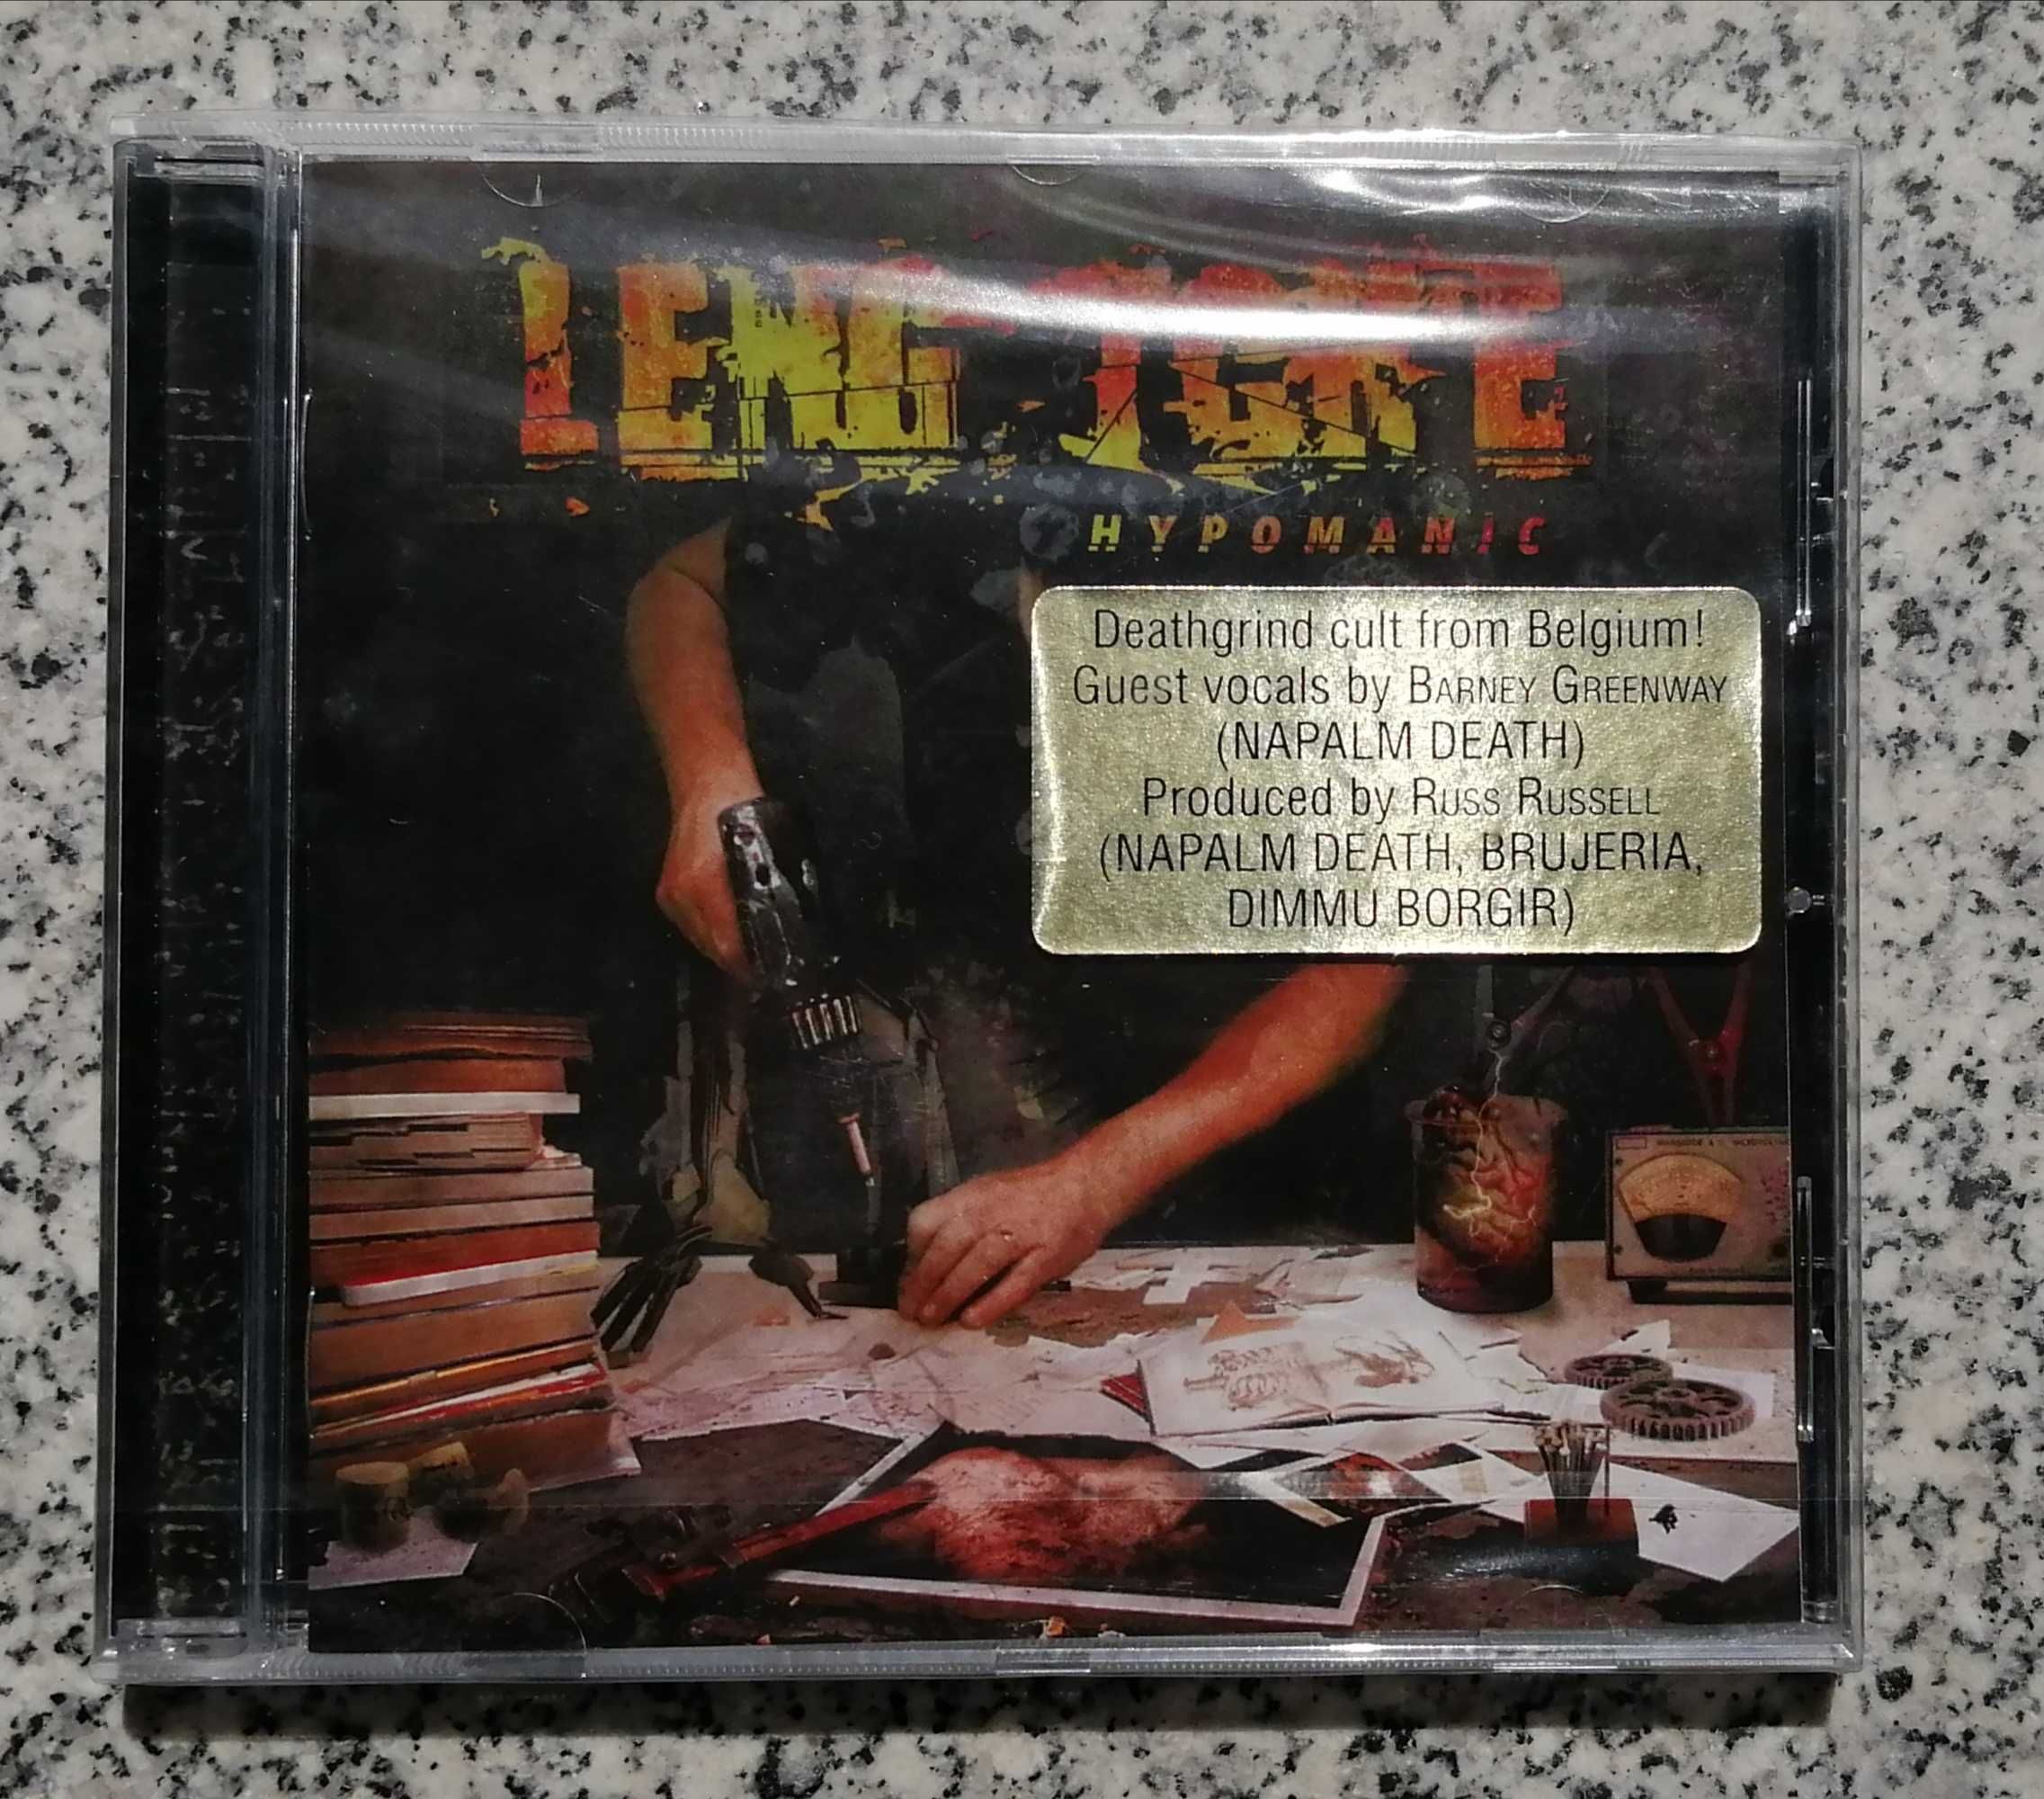 LENG TCH'E
HYPOMANIC
Deathgrind cult from Belgium!
Guest vocals by BARNEY GREENWAY
(NAPALM DEATH)
Produced by RUSS RUSSELL
(NAPALM DEATH, BRUJERIA,
DIMMU BORGIR)